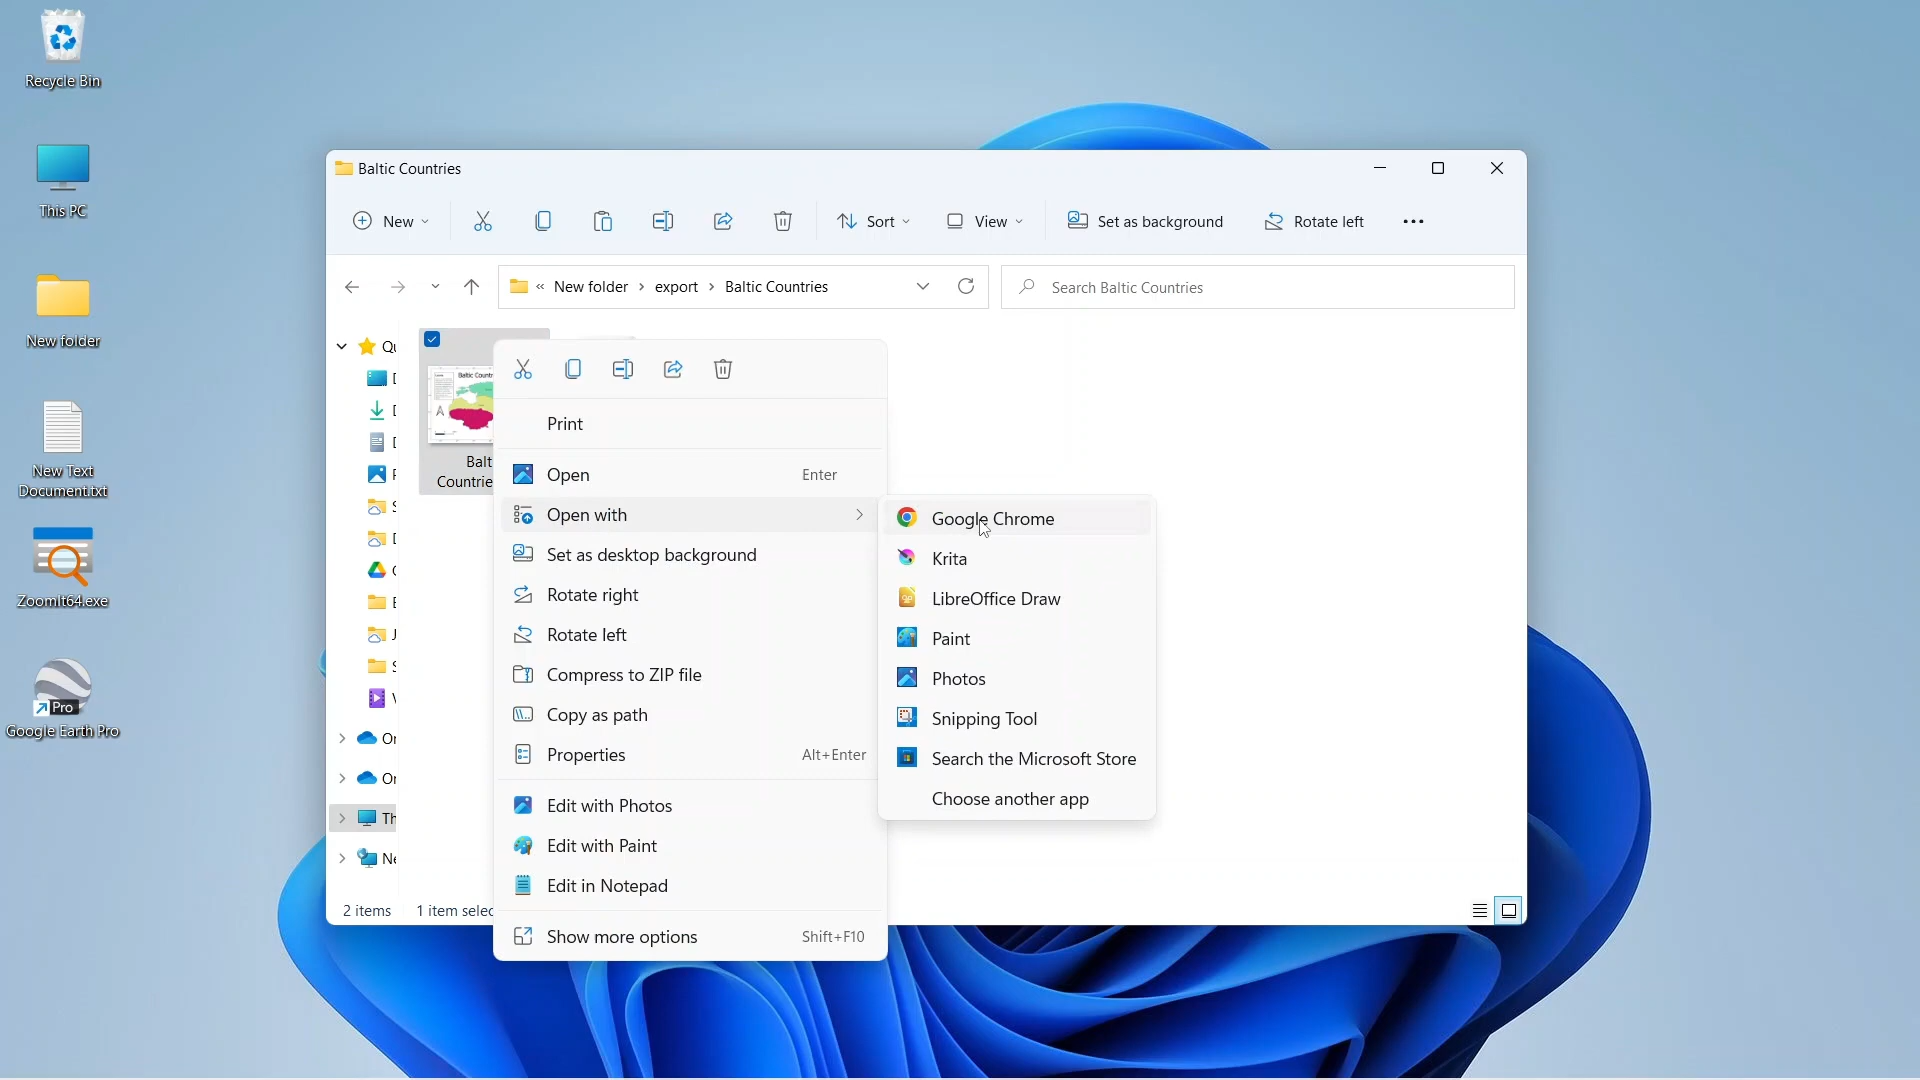 Recycle Bin
This PC
New folder
New Text
Document.txt
ZoomIt64.exe
Pro
Google Earth Pro
Baltic Countries
New
Sort
View
Set as background
Rotate left
« New folder > export > Baltic Countries
Search Baltic Countries
2 items
1 item selec
Print
Open Enter
Open with
Set as desktop background
Rotate right
Rotate left
Compress to ZIP file
Copy as path
Properties Alt+Enter
Edit with Photos
Edit with Paint
Edit in Notepad
Show more options Shift+F10
Google Chrome
Krita
LibreOffice Draw
Paint
Photos
Snipping Tool
Search the Microsoft Store
Choose another app